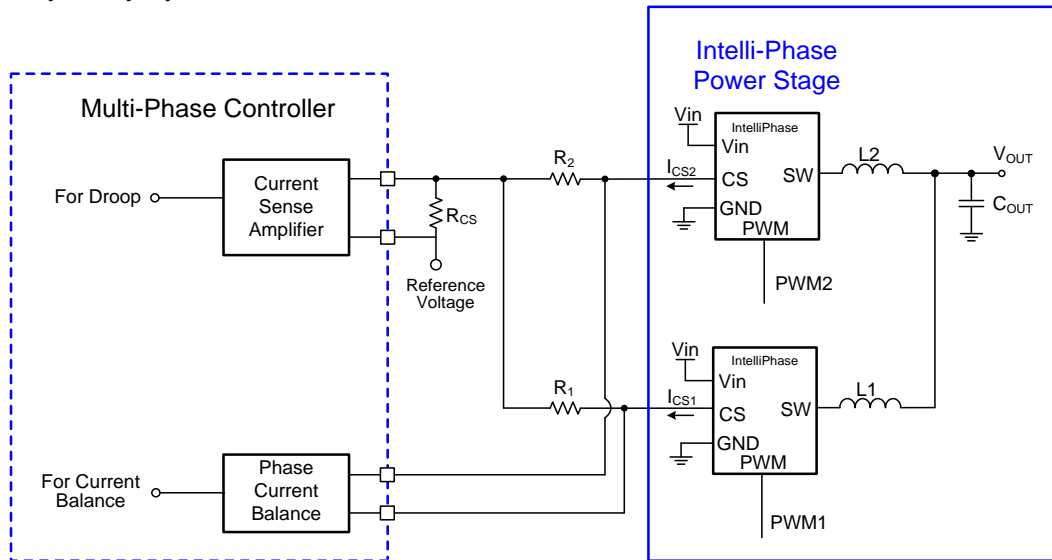 Intelli-Phase
Power Stage
Multi-Phase Controller
For Droop
Current
Sense
Amplifier
RCS
Reference
Voltage
R2
ICS2
Vin
IntelliPhase
Vin
CS
GND
SW
PWM
L2
VOUT
COUT
PWM2
R1
ICS1
Vin
IntelliPhase
Vin
CS
GND
SW
PWM
L1
PWM1
For Current
Balance
Phase
Current
Balance